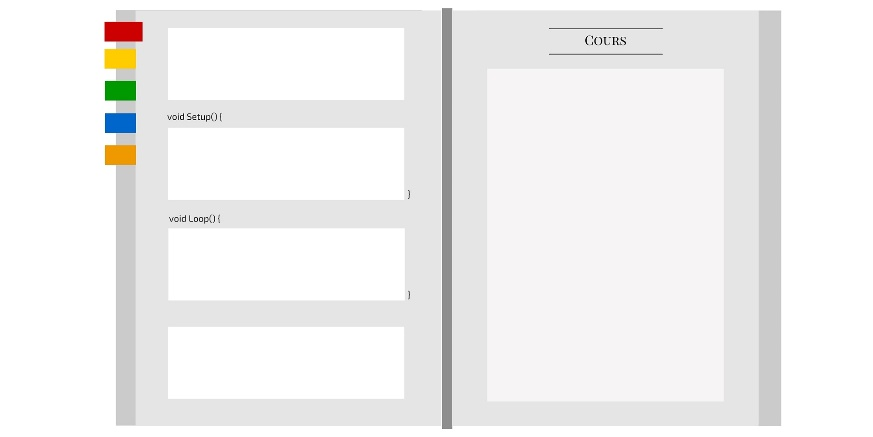 void Setup() {
}
void Loop() {
}
Cours